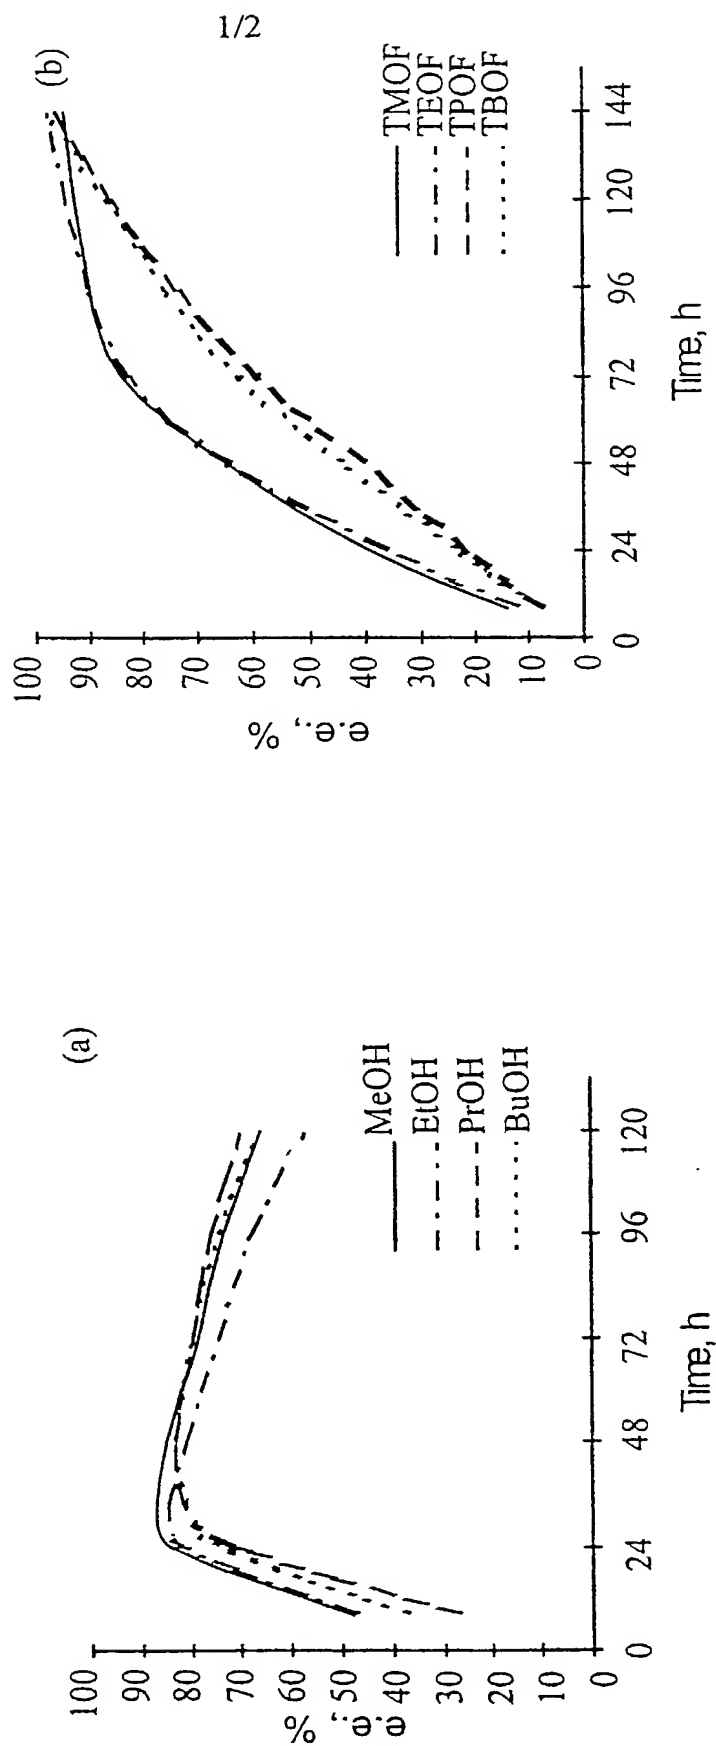 1/2
(a)
100
90
80
70
60
50
40
30
20
10
0
e.e., %
0 24 48 72 96 120
Time, h
MeOH
EtOH
PrOH
BuOH
(b)
100
90
80
70
60
50
40
30
20
10
0
e.e., %
0 24 48 72 96 120 144
Time, h
TMOF
TEOF
TPOF
TBOF